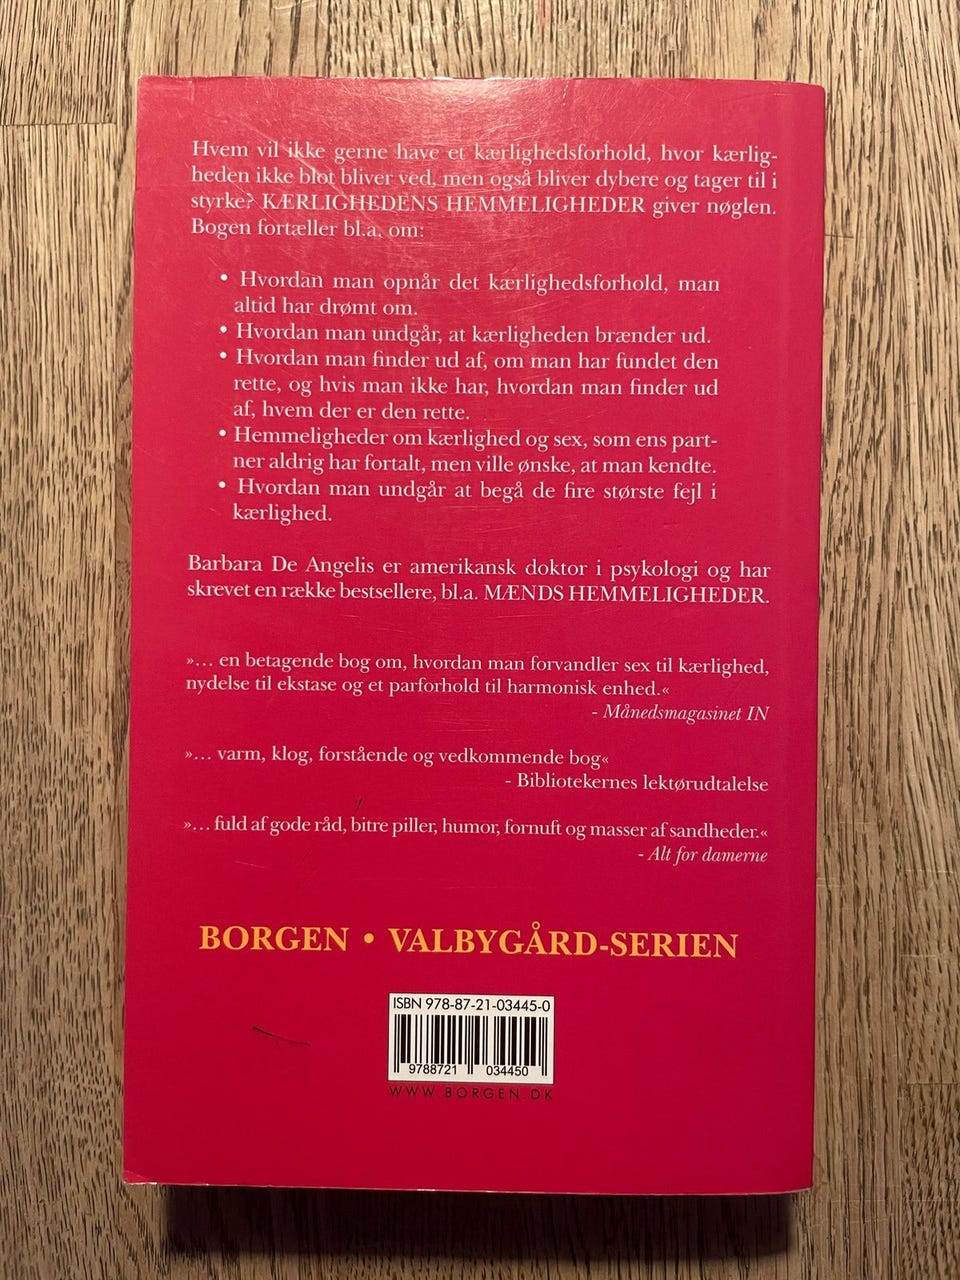 Hvem vil ikke gerne have et kærlighedsforhold, hvor kærlig-
heden ikke blot bliver ved, men også bliver dybere og tager til i
styrke? KÆRLIGHEDENS HEMMELIGHEDER giver nøglen.
Bogen fortæller bl.a. om:
• Hvordan man opnår det kærlighedsforhold, man
altid har drømt om.
• Hvordan man undgår, at kærligheden brænder ud.
• Hvordan man finder ud af, om man har fundet den
rette, og hvis man ikke har, hvordan man finder ud
af, hvem der er den rette.
• Hemmeligheder om kærlighed og sex, som ens part-
ner aldrig har fortalt, men ville ønske, at man kendte.
• Hvordan man undgår at begå de fire største fejl i
kærlighed.
Barbara De Angelis er amerikansk doktor i psykologi og har
skrevet en række bestsellere, bl.a. MÆNDS HEMMELIGHEDER.
»... en betagende bog om, hvordan man forvandler sex til kærlighed,
nydelse til ekstase og et parforhold til harmonisk enhed.«
- Månedsmagasinet IN
»... varm, klog, forstående og vedkommende bog«
- Bibliotekernes lektørudtalelse
»... fuld af gode råd, bitre piller, humor, fornuft og masser af sandheder.«
- Alt for damerne
BORGEN • VALBYGÅRD-SERIEN
ISBN 978-87-21-03445-0
9788721 034450
WWW.BORGEN.DK